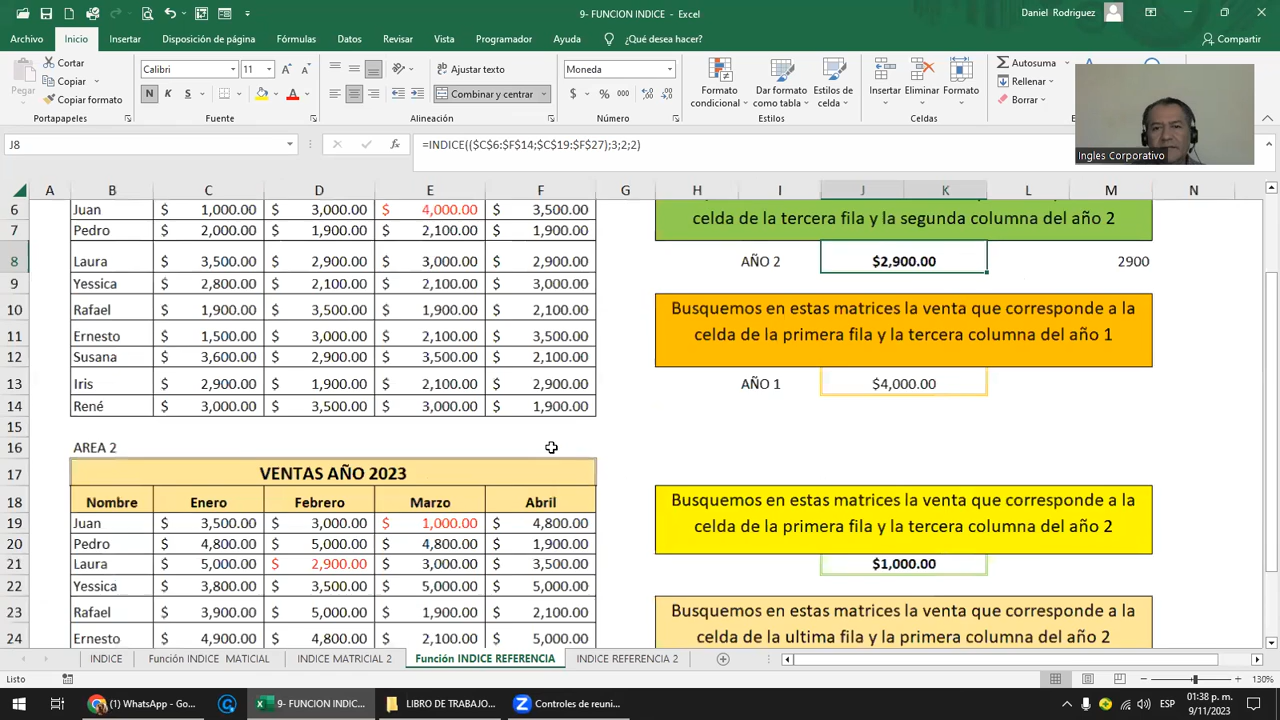 9- FUNCION INDICE - Excel
Daniel Rodriguez
Archivo Inicio Insertar Disposición de página Fórmulas Datos Revisar Vista Programador Ayuda ¿Qué desea hacer? Compartir
Pegar
Cortar
Copiar
Copiar formato
Portapapeles
Calibri 11
N K S
Fuente
Ajustar texto
Combinar y centrar
Alineación
Moneda
$ % 000
Número
Formato condicional
Dar formato como tabla
Estilos de celda
Estilos
Insertar Eliminar Formato
Celdas
Autosuma
Rellenar
Borrar
Ingles Corporativo
J8 =INDICE(($C$6:$F$14;$C$19:$F$27);3;2;2)
A B C D E F G H I J K L M N
6 Juan $ 1,000.00 $ 3,000.00 $ 4,000.00 $ 3,500.00
7 Pedro $ 2,000.00 $ 1,900.00 $ 2,100.00 $ 1,900.00
8 Laura $ 3,500.00 $ 2,900.00 $ 3,000.00 $ 2,900.00
9 Yessica $ 2,800.00 $ 2,100.00 $ 2,100.00 $ 3,000.00
10 Rafael $ 1,900.00 $ 3,500.00 $ 1,900.00 $ 2,100.00
11 Ernesto $ 1,500.00 $ 3,000.00 $ 2,100.00 $ 3,500.00
12 Susana $ 3,600.00 $ 2,900.00 $ 3,500.00 $ 2,100.00
13 Iris $ 2,900.00 $ 1,900.00 $ 2,100.00 $ 2,900.00
14 René $ 3,000.00 $ 3,500.00 $ 3,000.00 $ 1,900.00
15
16 AREA 2
17 VENTAS AÑO 2023
18 Nombre Enero Febrero Marzo Abril
19 Juan $ 3,500.00 $ 3,000.00 $ 1,000.00 $ 4,800.00
20 Pedro $ 4,800.00 $ 5,000.00 $ 4,800.00 $ 1,900.00
21 Laura $ 5,000.00 $ 2,900.00 $ 3,000.00 $ 3,500.00
22 Yessica $ 3,800.00 $ 3,500.00 $ 5,000.00 $ 5,000.00
23 Rafael $ 3,900.00 $ 5,000.00 $ 1,900.00 $ 2,100.00
24 Ernesto $ 4,900.00 $ 4,800.00 $ 2,100.00 $ 5,000.00
celda de la tercera fila y la segunda columna del año 2
AÑO 2 $2,900.00 2900
Busquemos en estas matrices la venta que corresponde a la
celda de la primera fila y la tercera columna del año 1
AÑO 1 $4,000.00
Busquemos en estas matrices la venta que corresponde a la
celda de la primera fila y la tercera columna del año 2
$1,000.00
Busquemos en estas matrices la venta que corresponde a la
celda de la ultima fila y la primera columna del año 2
INDICE Función INDICE MATICIAL INDICE MATRICIAL 2 Función INDICE REFERENCIA INDICE REFERENCIA 2
Listo
130%
(1) WhatsApp - Go...
9- FUNCION INDIC...
LIBRO DE TRABAJO...
Controles de reuni...
ESP
01:38 p. m.
9/11/2023